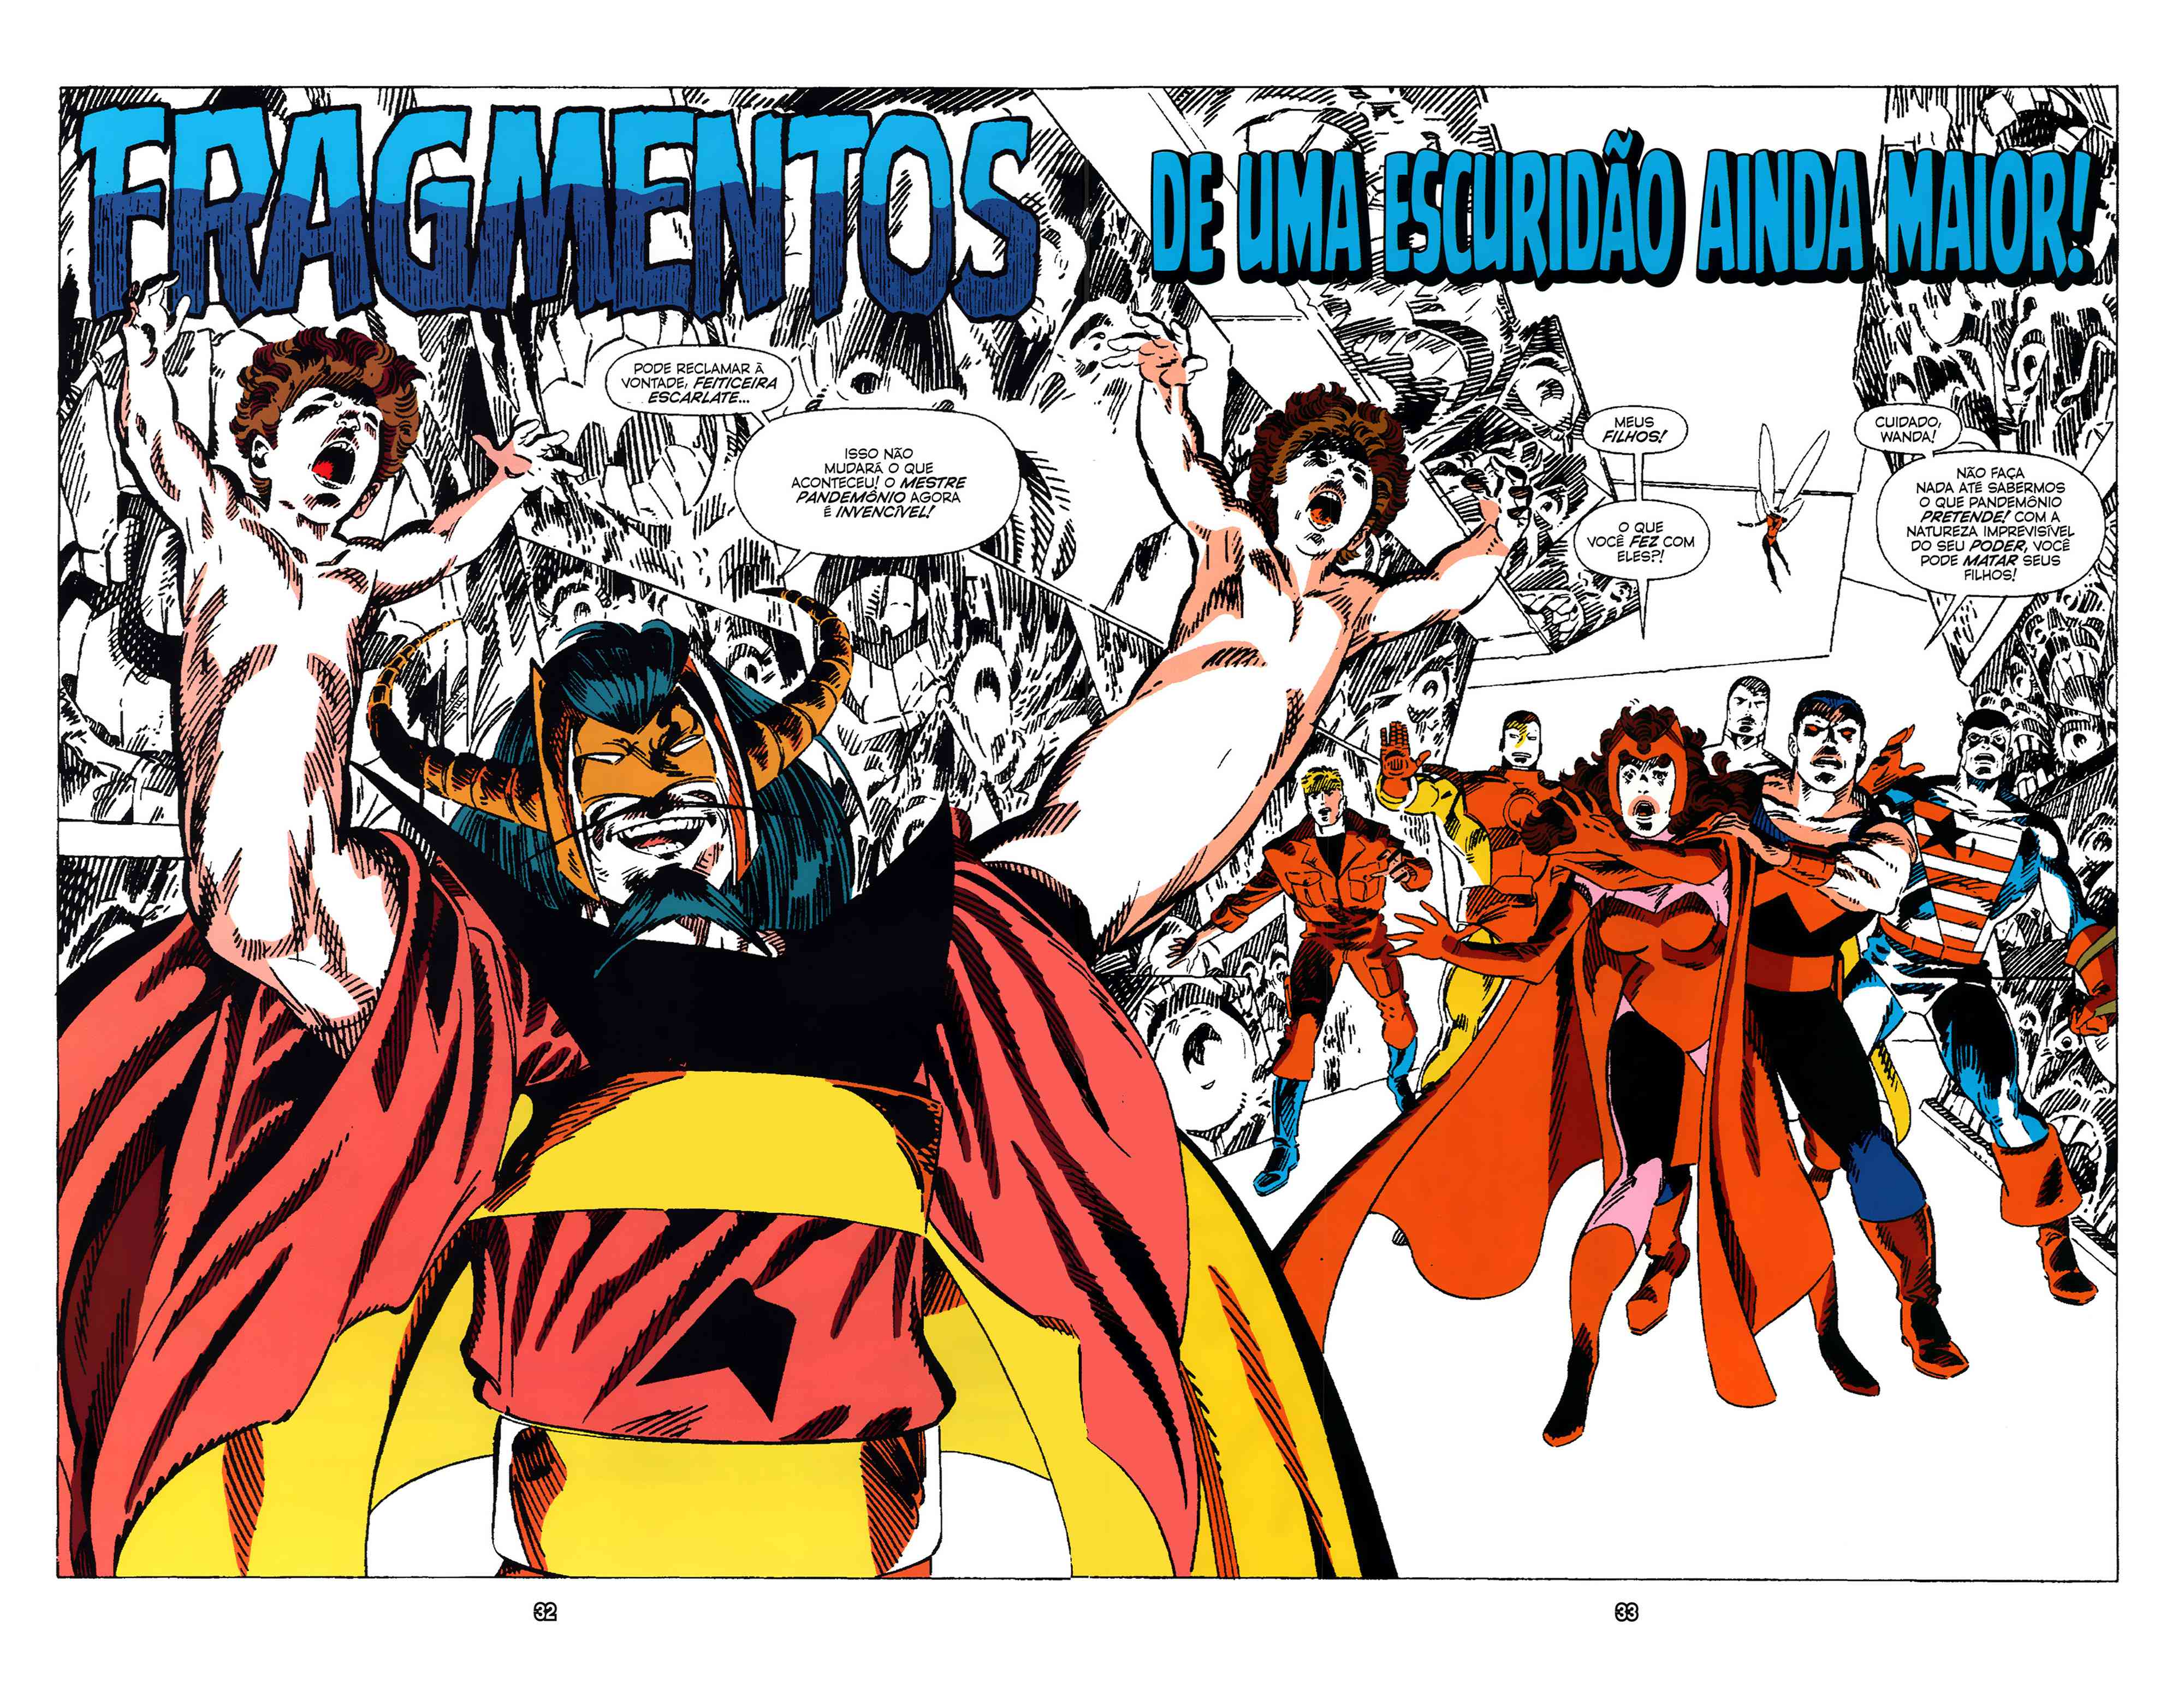 FRAGMENTOS
DE UMA ESCURIDÃO AINDA MAIOR!
PODE RECLAMAR À
VONTADE, FEITICEIRA
ESCARLATE...
ISSO NÃO
MUDARÁ O QUE
ACONTECEU! O MESTRE
PANDEMÔNIO AGORA
É INVENCÍVEL!
MEUS
FILHOS!
O QUE
VOCÊ FEZ COM
ELES?!
CUIDADO,
WANDA!
NÃO FAÇA
NADA ATÉ SABERMOS
O QUE PANDEMÔNIO
PRETENDE! COM A
NATUREZA IMPREVISÍVEL
DO SEU PODER, VOCÊ
PODE MATAR SEUS
FILHOS!
32
33